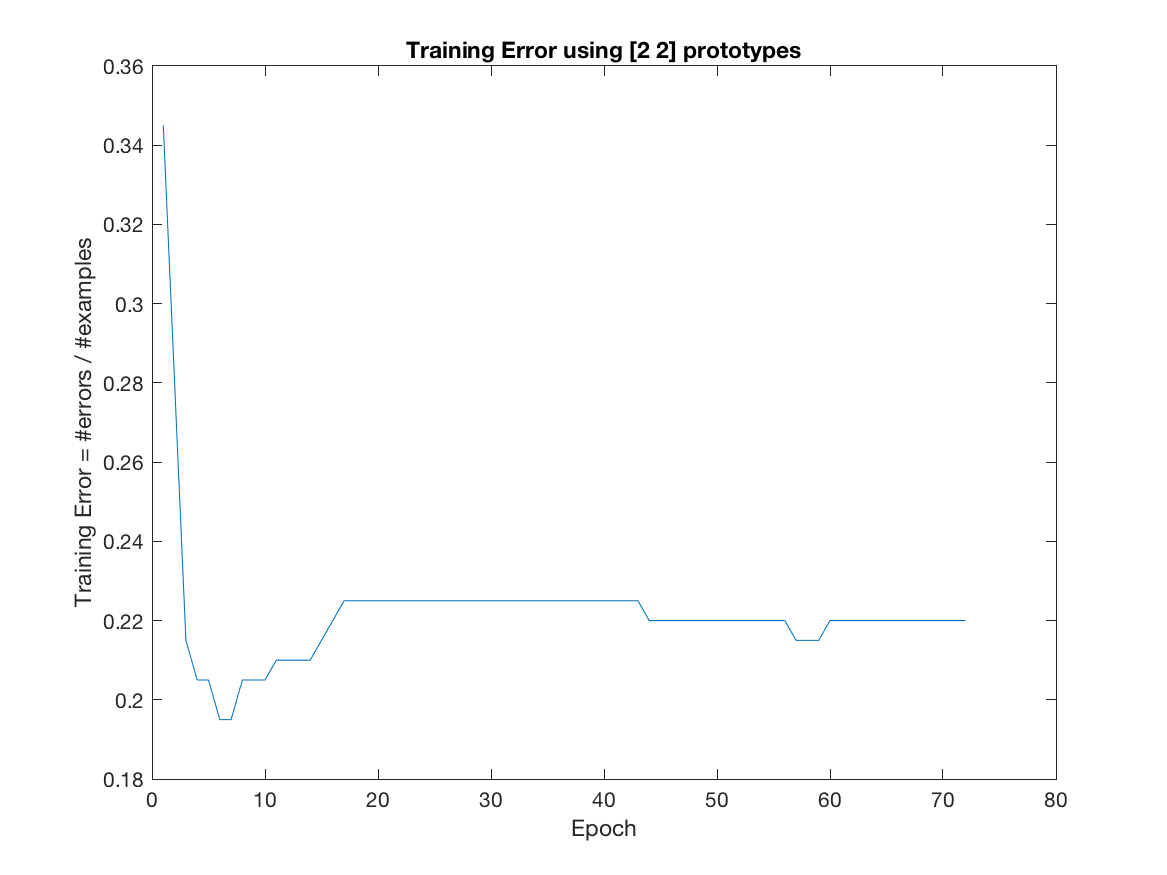 Training Error using [2 2] prototypes
Training Error = #errors / #examples
0.36
0.34
0.32
0.3
0.28
0.26
0.24
0.22
0.2
0.18
0 10 20 30 40 50 60 70 80
Epoch